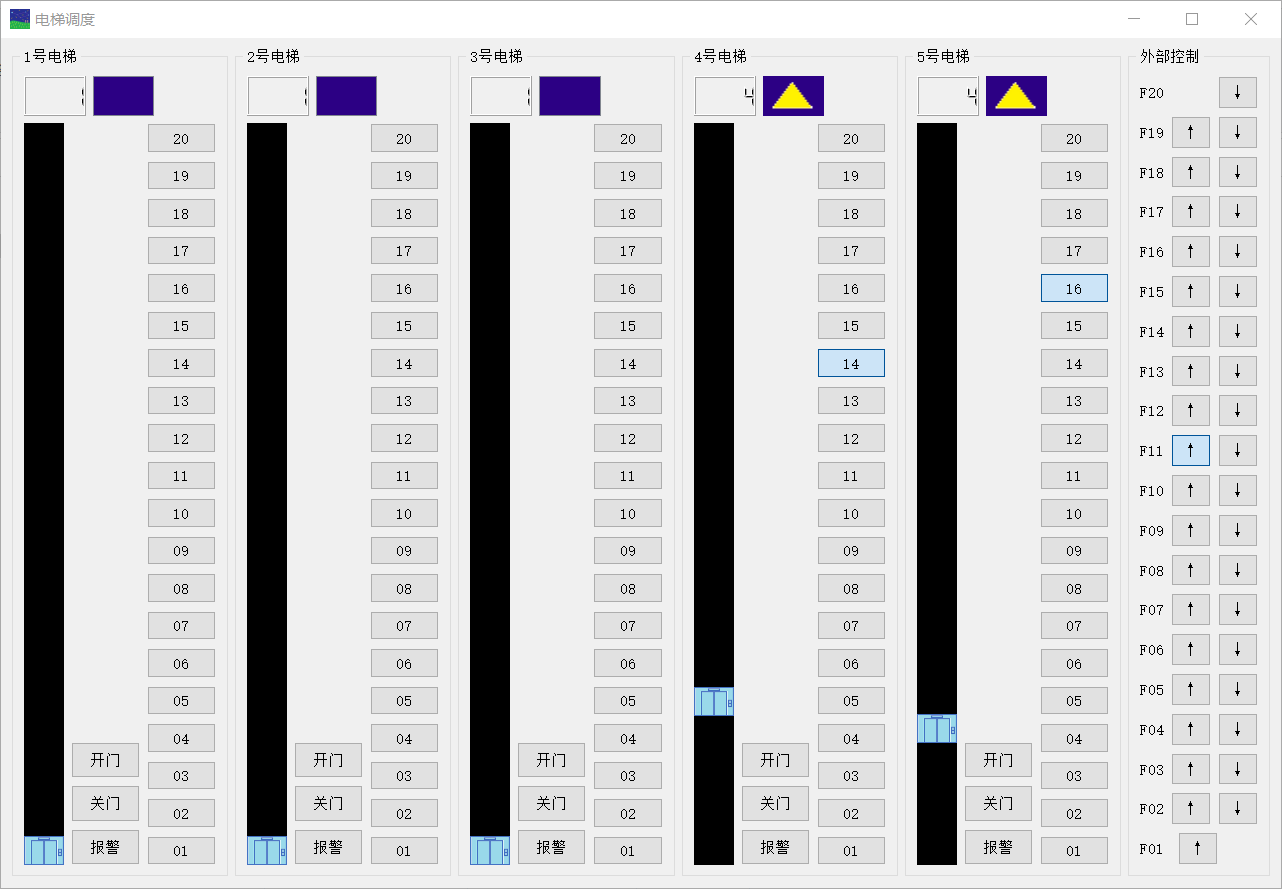 电梯调度
1号电梯 2号电梯 3号电梯 4号电梯 5号电梯 外部控制
1 1 1 4 4
F20 ↓
20 20 20 20 20
F19 ↑ ↓
19 19 19 19 19
F18 ↑ ↓
18 18 18 18 18
F17 ↑ ↓
17 17 17 17 17
F16 ↑ ↓
16 16 16 16 16
F15 ↑ ↓
15 15 15 15 15
F14 ↑ ↓
14 14 14 14 14
F13 ↑ ↓
13 13 13 13 13
F12 ↑ ↓
12 12 12 12 12
F11 ↑ ↓
11 11 11 11 11
F10 ↑ ↓
10 10 10 10 10
F09 ↑ ↓
09 09 09 09 09
F08 ↑ ↓
08 08 08 08 08
F07 ↑ ↓
07 07 07 07 07
F06 ↑ ↓
06 06 06 06 06
F05 ↑ ↓
05 05 05 05 05
F04 ↑ ↓
04 04 04 04 04
开门 开门 开门 开门 开门
F03 ↑ ↓
03 03 03 03 03
关门 关门 关门 关门 关门
F02 ↑ ↓
02 02 02 02 02
报警 报警 报警 报警 报警
F01 ↑
01 01 01 01 01